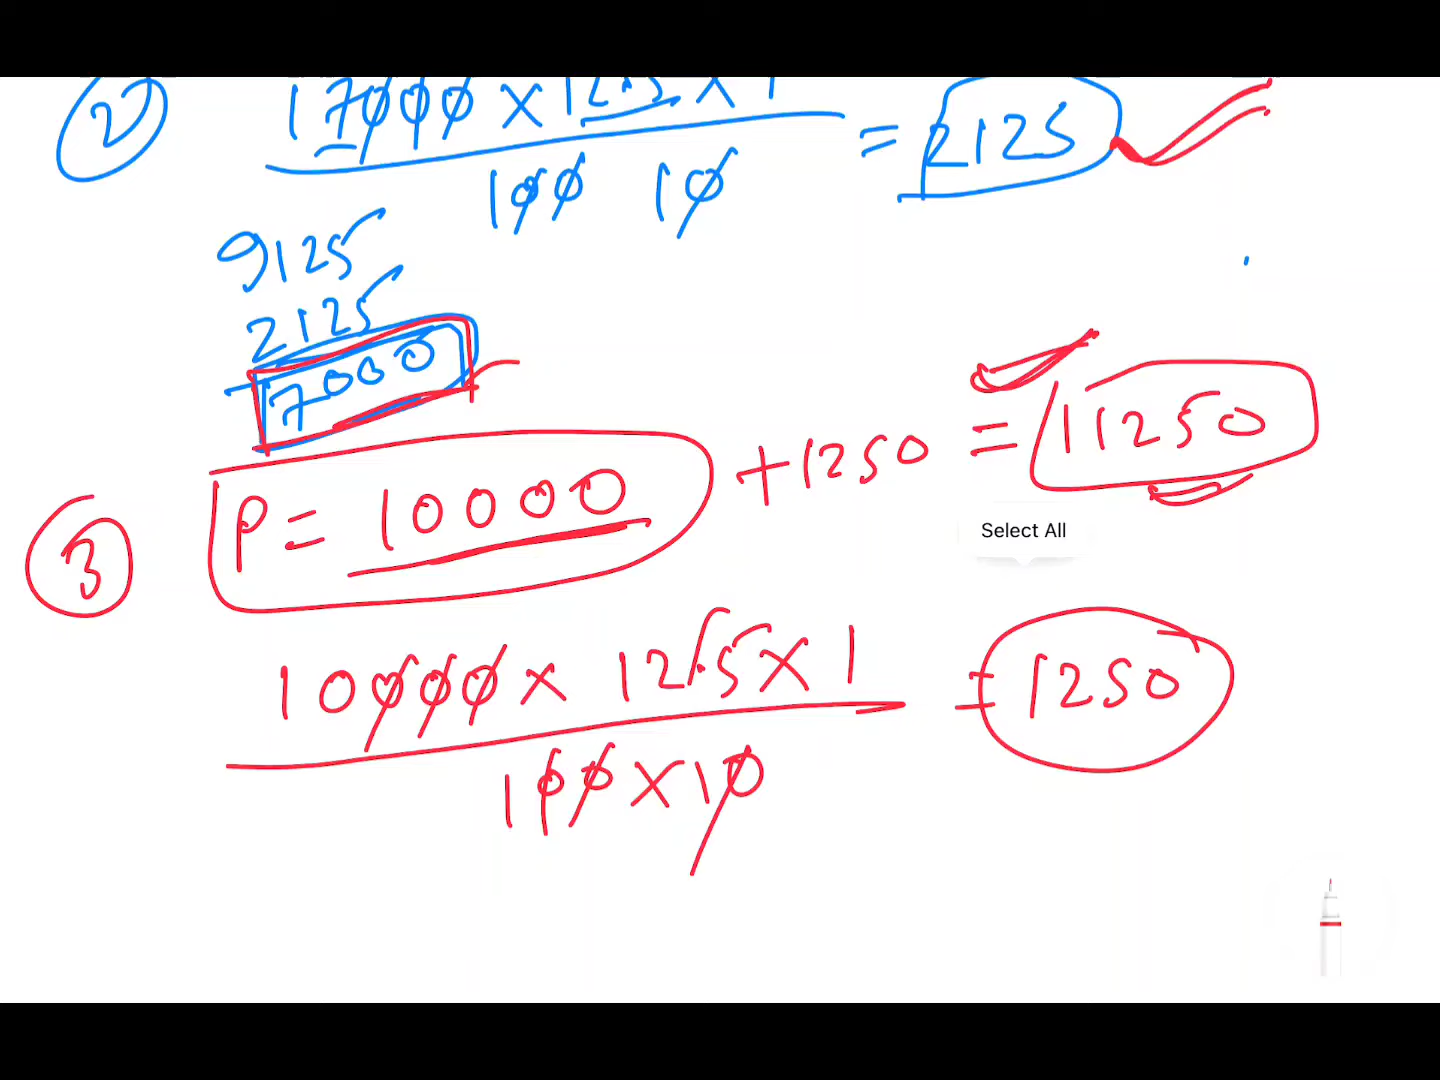 2 17000 × 12.5 × 1 = 2125
100 10
9125
2125
7000
3 P = 10000 + 1250 = 11250
Select All
10000 × 12.5 × 1 = 1250
100 × 10